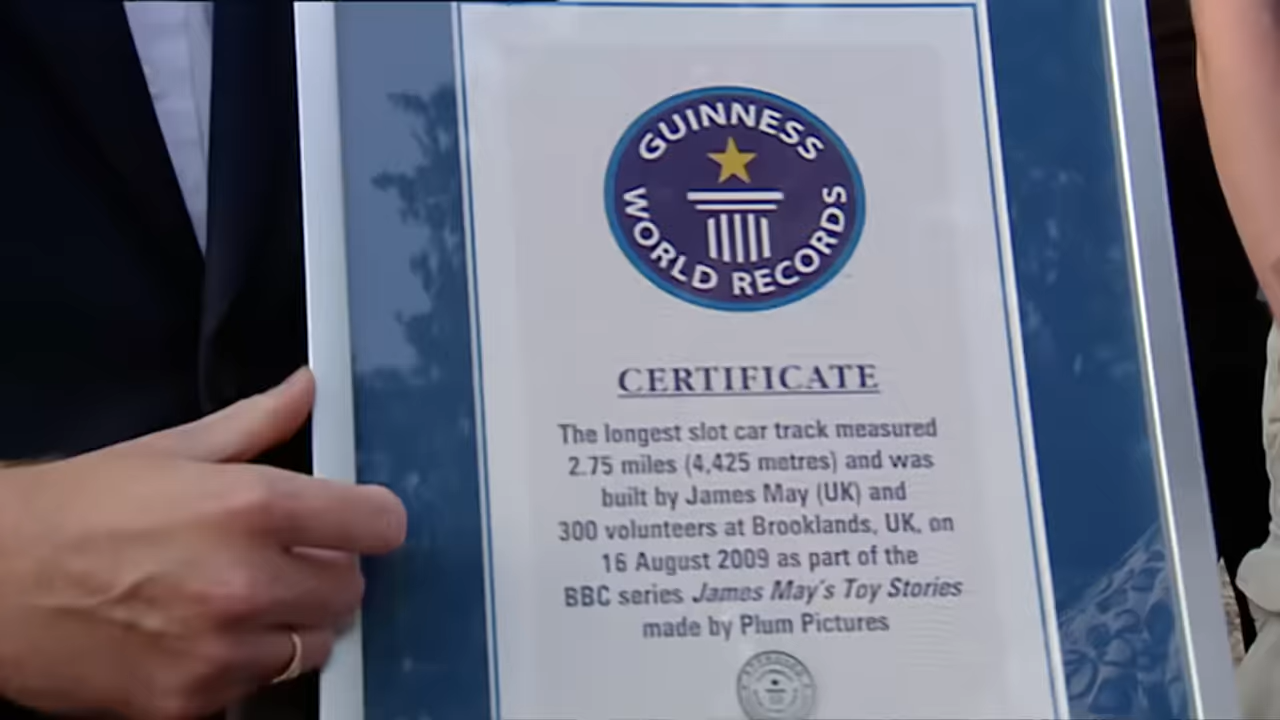 GUINNESS
WORLD RECORDS
CERTIFICATE
The longest slot car track measured
2.75 miles (4,425 metres) and was
built by James May (UK) and
300 volunteers at Brooklands, UK, on
16 August 2009 as part of the
BBC series James May's Toy Stories
made by Plum Pictures